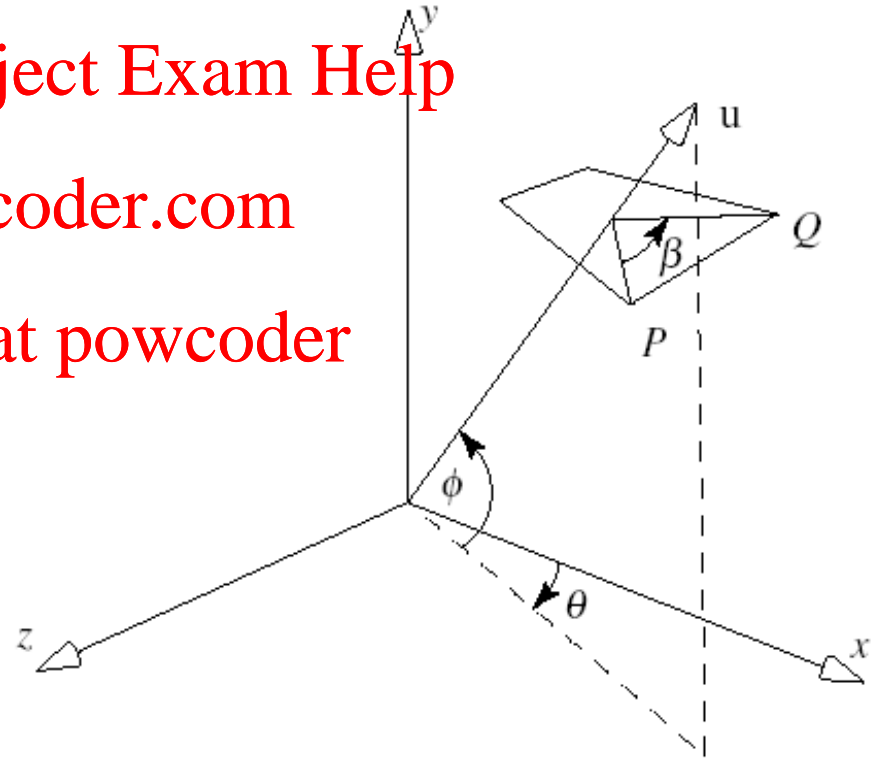 y
ject Exam Help
u
coder.com
Q
β
at powcoder
P
ϕ
θ
z
x